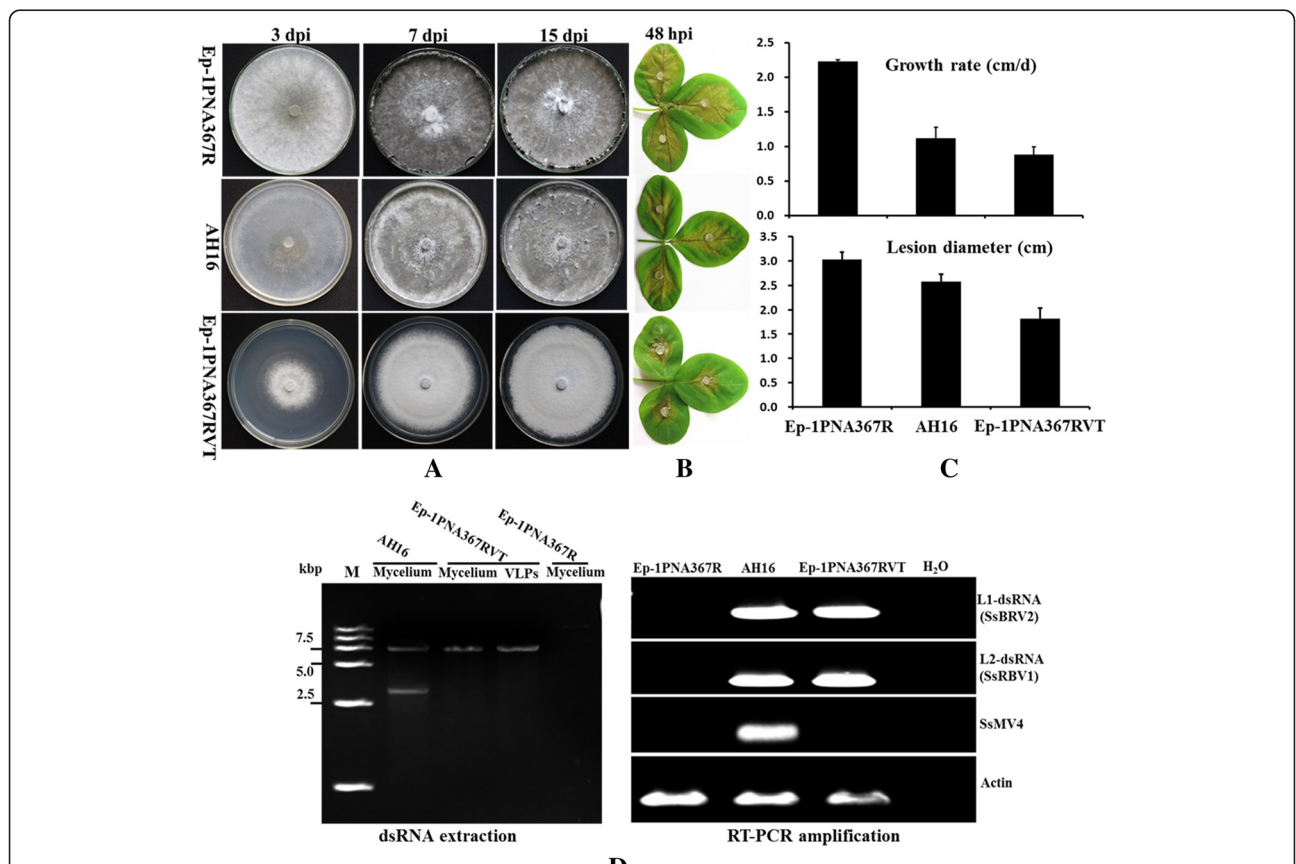 3 dpi
7 dpi
15 dpi
48 hpi
Ep-1PNA367R
AH16
Ep-1PNA367RVT
A
B
2.5
2.0
1.5
1.0
0.5
0.0
Growth rate (cm/d)
3.5
3.0
2.5
2.0
1.5
1.0
0.5
0.0
Lesion diameter (cm)
Ep-1PNA367R
AH16
Ep-1PNA367RVT
C
kbp
M
AH16
Ep-1PNA367RVT
Ep-1PNA367R
Mycelium
Mycelium
VLPs
Mycelium
7.5
5.0
2.5
dsRNA extraction
Ep-1PNA367R
AH16
Ep-1PNA367RVT
H2O
L1-dsRNA
(SsBRV2)
L2-dsRNA
(SsRBV1)
SsMV4
Actin
RT-PCR amplification